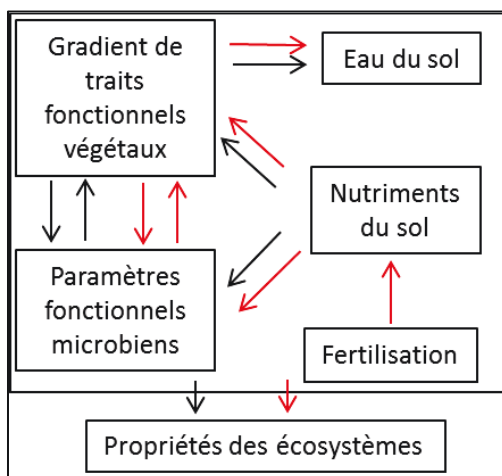 Gradient de
traits
fonctionnels
végétaux
Eau du sol
Nutriments
du sol
Paramètres
fonctionnels
microbiens
Fertilisation
Propriétés des écosystèmes